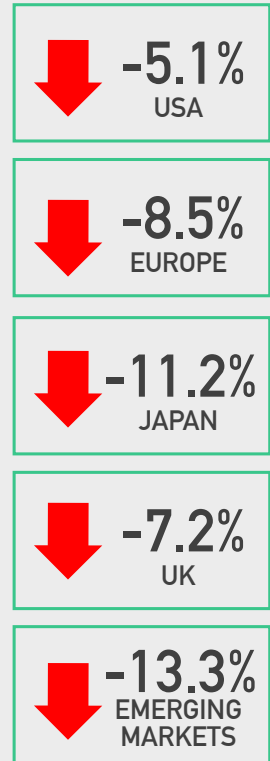 -5.1%
USA
-8.5%
EUROPE
-11.2%
JAPAN
-7.2%
UK
-13.3%
EMERGING
MARKETS